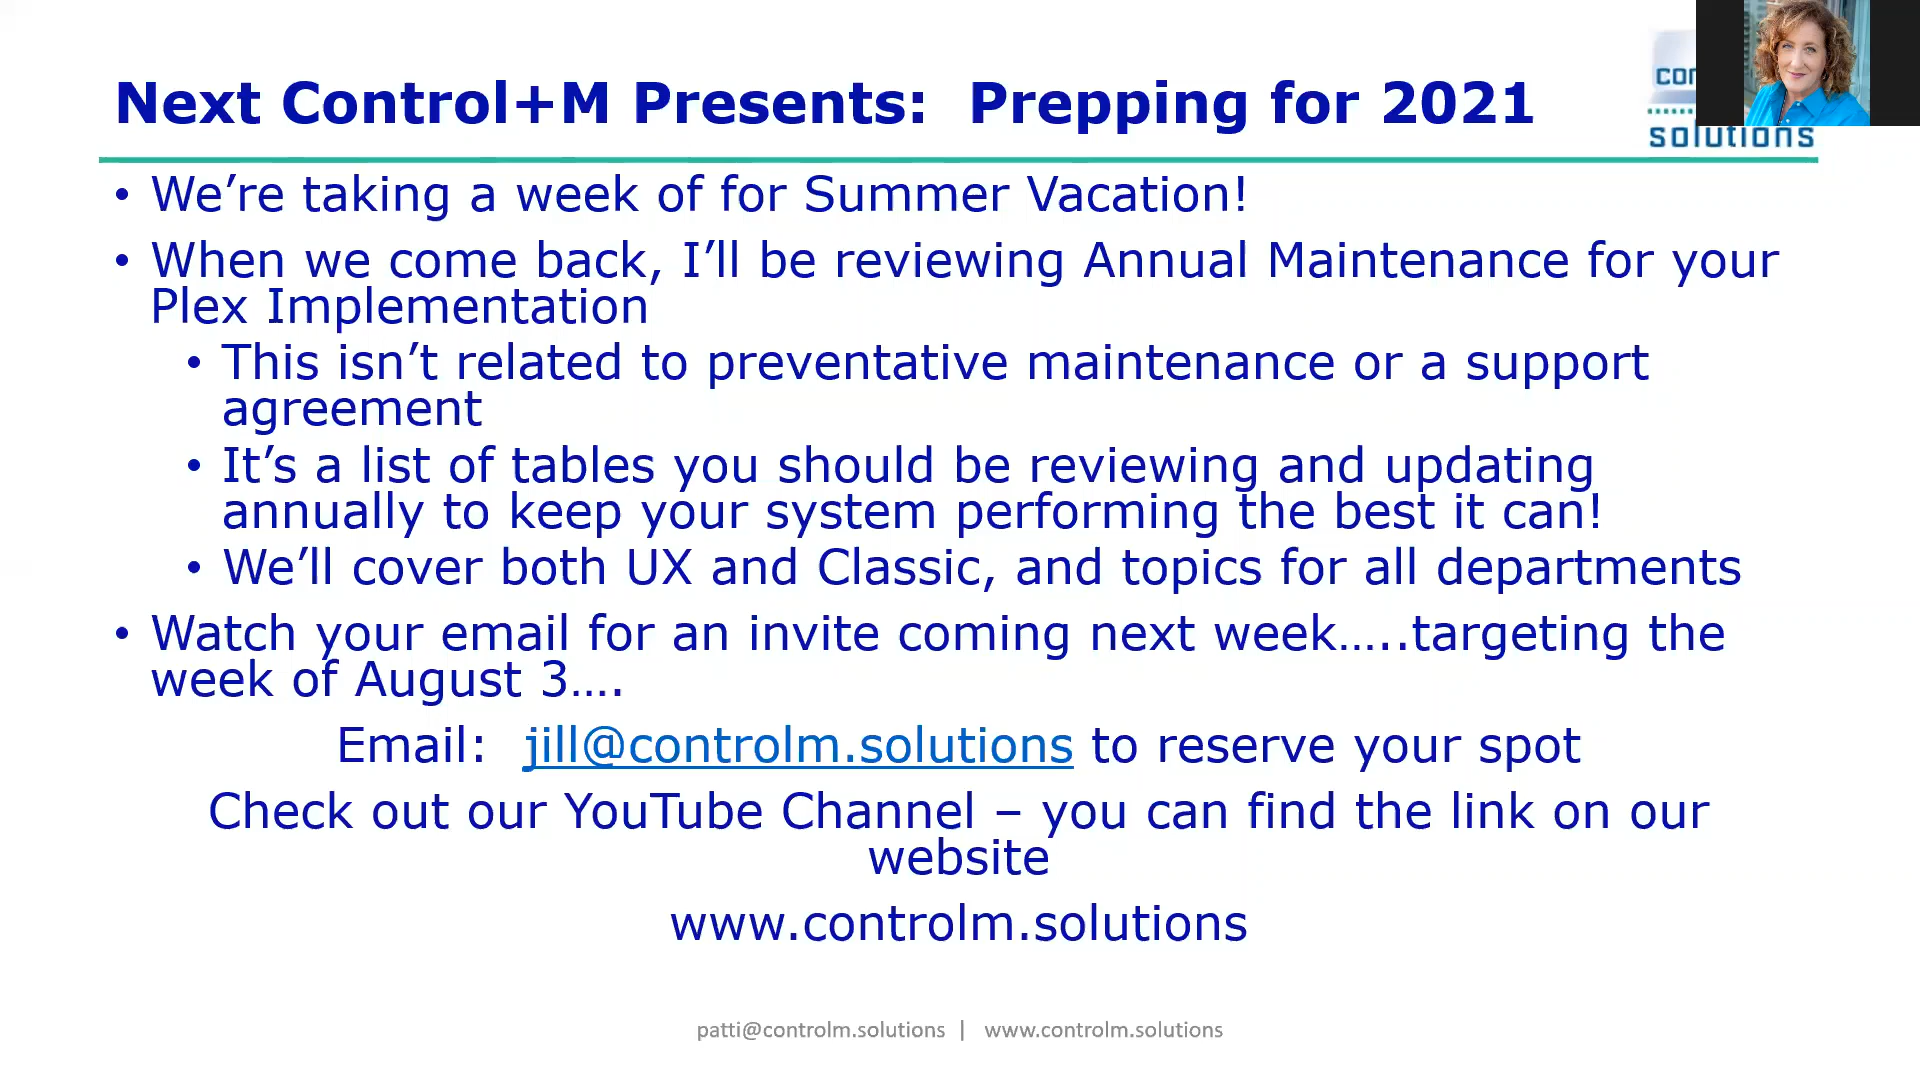 Next Control+M Presents:  Prepping for 2021
con
solutions
• We’re taking a week of for Summer Vacation!
• When we come back, I’ll be reviewing Annual Maintenance for your
Plex Implementation
• This isn’t related to preventative maintenance or a support
agreement
• It’s a list of tables you should be reviewing and updating
annually to keep your system performing the best it can!
• We’ll cover both UX and Classic, and topics for all departments
• Watch your email for an invite coming next week…..targeting the
week of August 3….
Email:  jill@controlm.solutions to reserve your spot
Check out our YouTube Channel – you can find the link on our
website
www.controlm.solutions
patti@controlm.solutions | www.controlm.solutions